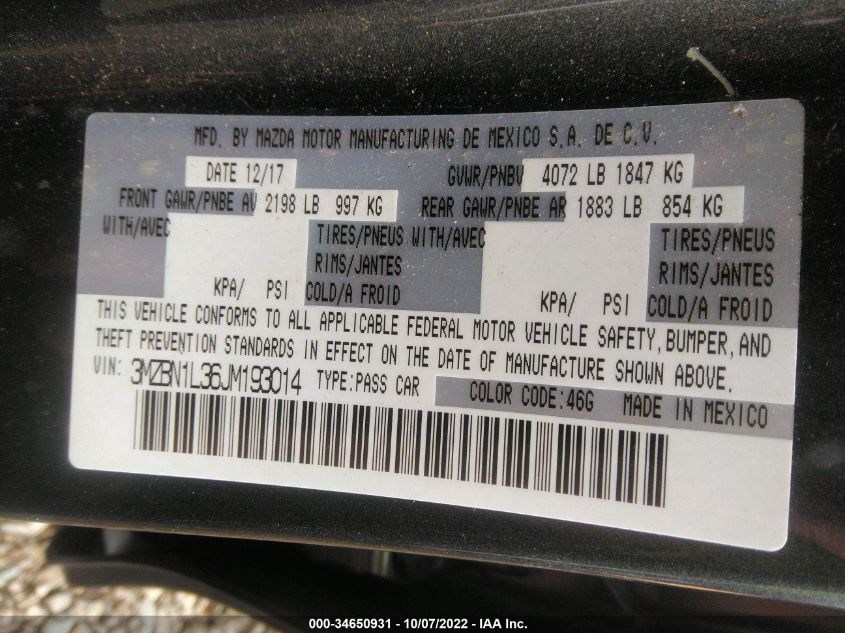 MFD. BY MAZDA MOTOR MANUFACTURING DE MEXICO S.A. DE C.V.
DATE 12/17 GVWR/PNBV 4072 LB 1847 KG
FRONT GAWR/PNBE AV 2198 LB 997 KG REAR GAWR/PNBE AR 1883 LB 854 KG
WITH/AVEC TIRES/PNEUS WITH/AVEC TIRES/PNEUS
RIMS/JANTES RIMS/JANTES
KPA/ PSI COLD/A FROID KPA/ PSI COLD/A FROID
THIS VEHICLE CONFORMS TO ALL APPLICABLE FEDERAL MOTOR VEHICLE SAFETY, BUMPER, AND
THEFT PREVENTION STANDARDS IN EFFECT ON THE DATE OF MANUFACTURE SHOWN ABOVE.
VIN: 3MZBN1L36JM193014 TYPE:PASS CAR COLOR CODE:46G MADE IN MEXICO
000-34650931 - 10/07/2022 - IAA Inc.